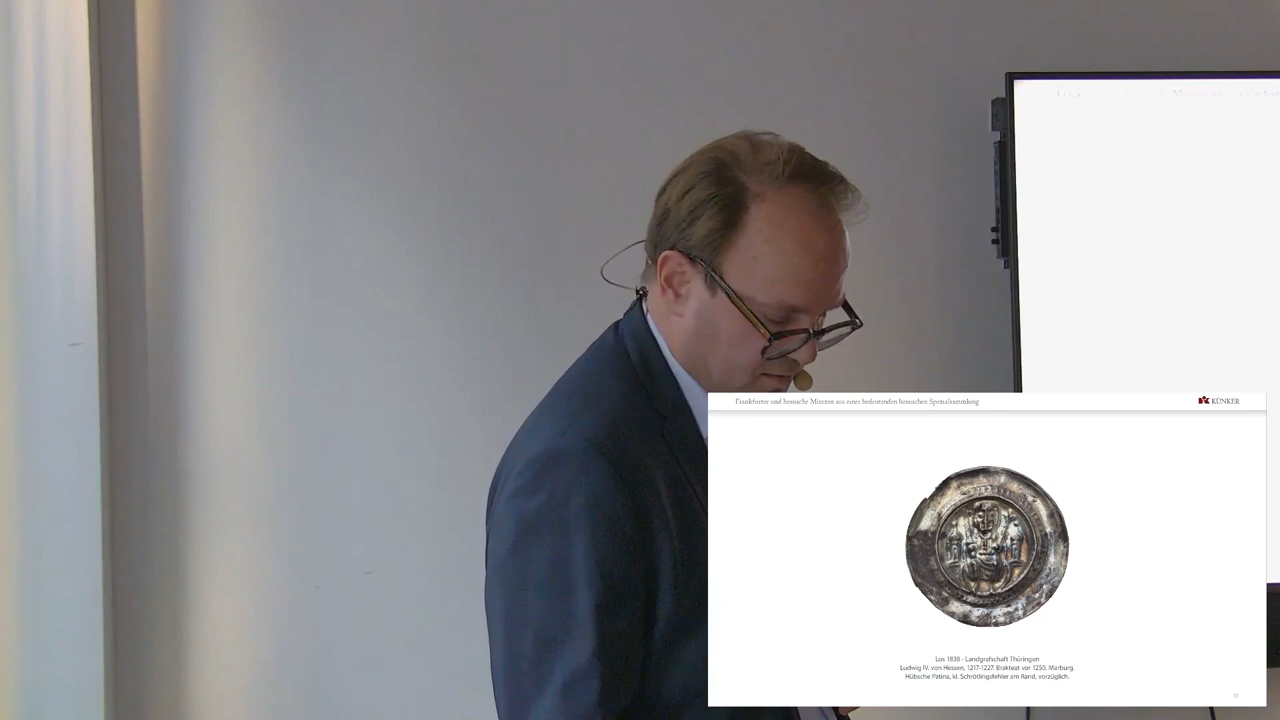 Frankfurter und hessische Münzen aus einer bedeutenden hessischen Spezialsammlung
KÜNKER
Los 1838 - Landgrafschaft Thüringen
Ludwig IV. von Hessen, 1217-1227. Brakteat vor 1250, Marburg.
Hübsche Patina, kl. Schrötlingsfehler am Rand, vorzüglich.
11